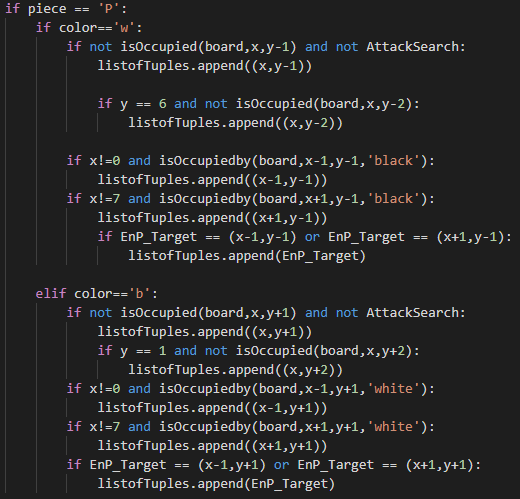 if piece == 'P':
    if color=='w':
        if not isOccupied(board,x,y-1) and not AttackSearch:
            listofTuples.append((x,y-1))

            if y == 6 and not isOccupied(board,x,y-2):
                listofTuples.append((x,y-2))

        if x!=0 and isOccupiedby(board,x-1,y-1,'black'):
            listofTuples.append((x-1,y-1))
        if x!=7 and isOccupiedby(board,x+1,y-1,'black'):
            listofTuples.append((x+1,y-1))
            if EnP_Target == (x-1,y-1) or EnP_Target == (x+1,y-1):
                listofTuples.append(EnP_Target)

    elif color=='b':
        if not isOccupied(board,x,y+1) and not AttackSearch:
            listofTuples.append((x,y+1))
            if y == 1 and not isOccupied(board,x,y+2):
                listofTuples.append((x,y+2))
        if x!=0 and isOccupiedby(board,x-1,y+1,'white'):
            listofTuples.append((x-1,y+1))
        if x!=7 and isOccupiedby(board,x+1,y+1,'white'):
            listofTuples.append((x+1,y+1))
        if EnP_Target == (x-1,y+1) or EnP_Target == (x+1,y+1):
            listofTuples.append(EnP_Target)